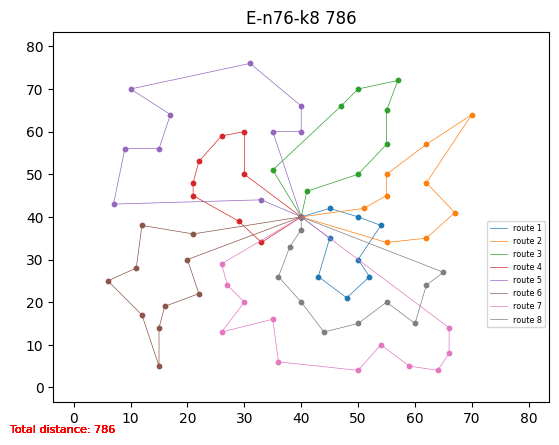 E-n76-k8 786
80
70
60
50
40
30
20
10
0
route 1
route 2
route 3
route 4
route 5
route 6
route 7
route 8
0 10 20 30 40 50 60 70 80
Total distance: 786